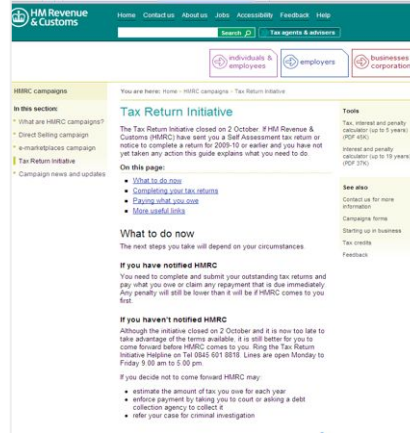 HM Revenue
& Customs
Home Contact us About us Jobs Accessibility Feedback Help
Search
Tax agents & advisers
individuals &
employees
employers
businesses
corporation
HMRC campaigns
You are here: Home > HMRC campaigns > Tax Return Initiative
In this section:
What are HMRC campaigns?
Direct Selling campaign
e-marketplaces campaign
Tax Return Initiative
Campaign news and updates
Tax Return Initiative
The Tax Return Initiative closed on 2 October. If HM Revenue &
Customs (HMRC) have sent you a Self Assessment tax return or
notice to complete a return for 2009-10 or earlier and you have not
yet taken any action this guide explains what you need to do.
On this page:
What to do now
Completing your tax returns
Paying what you owe
More useful links
What to do now
The next steps you take will depend on your circumstances.
If you have notified HMRC
You need to complete and submit your outstanding tax returns and
pay what you owe or claim any repayment that is due immediately.
Any penalty will still be lower than it will be if HMRC comes to you
first.
If you haven't notified HMRC
Although the initiative closed on 2 October and it is now too late to
take advantage of the terms available, it is still better for you to
come forward before HMRC comes to you. Ring the Tax Return
Initiative Helpline on Tel 0845 601 8818. Lines are open Monday to
Friday 9.00 am to 5.00 pm.
If you decide not to come forward HMRC may:
estimate the amount of tax you owe for each year
enforce payment by taking you to court or asking a debt
collection agency to collect it
refer your case for criminal investigation
Tools
Tax, interest and penalty
calculator (up to 5 years)
(PDF 45K)
Interest and penalty
calculator (up to 19 years)
(PDF 37K)
See also
Contact us for more
information
Campaigns forms
Starting up in business
Tax credits
Feedback